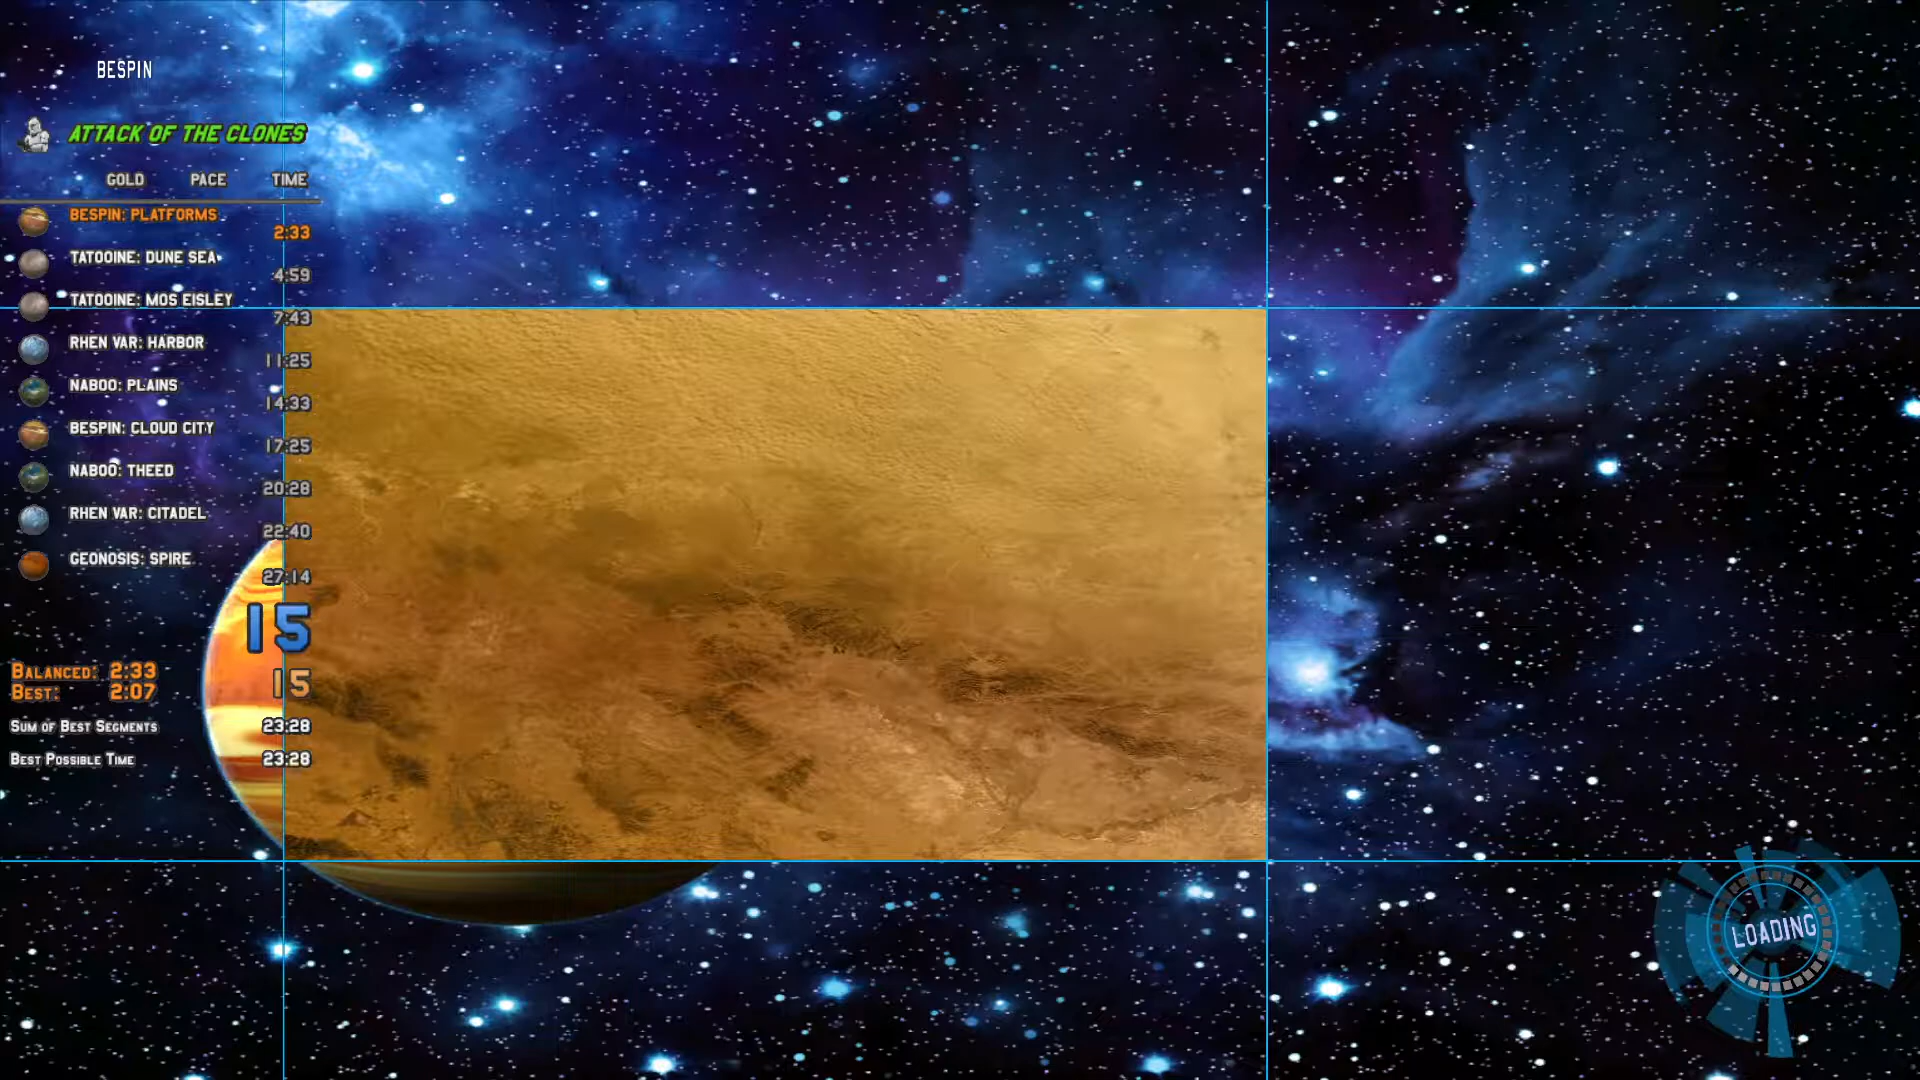 BESPIN
ATTACK OF THE CLONES
GOLD PACE TIME
BESPIN: PLATFORMS
2:33
TATOOINE: DUNE SEA
4:59
TATOOINE: MOS EISLEY
7:43
RHEN VAR: HARBOR
11:25
NABOO: PLAINS
14:33
BESPIN: CLOUD CITY
17:25
NABOO: THEED
20:28
RHEN VAR: CITADEL
22:40
GEONOSIS: SPIRE
27:14
15
BALANCED: 2:33
15
BEST: 2:07
SUM OF BEST SEGMENTS 23:28
BEST POSSIBLE TIME 23:28
LOADING